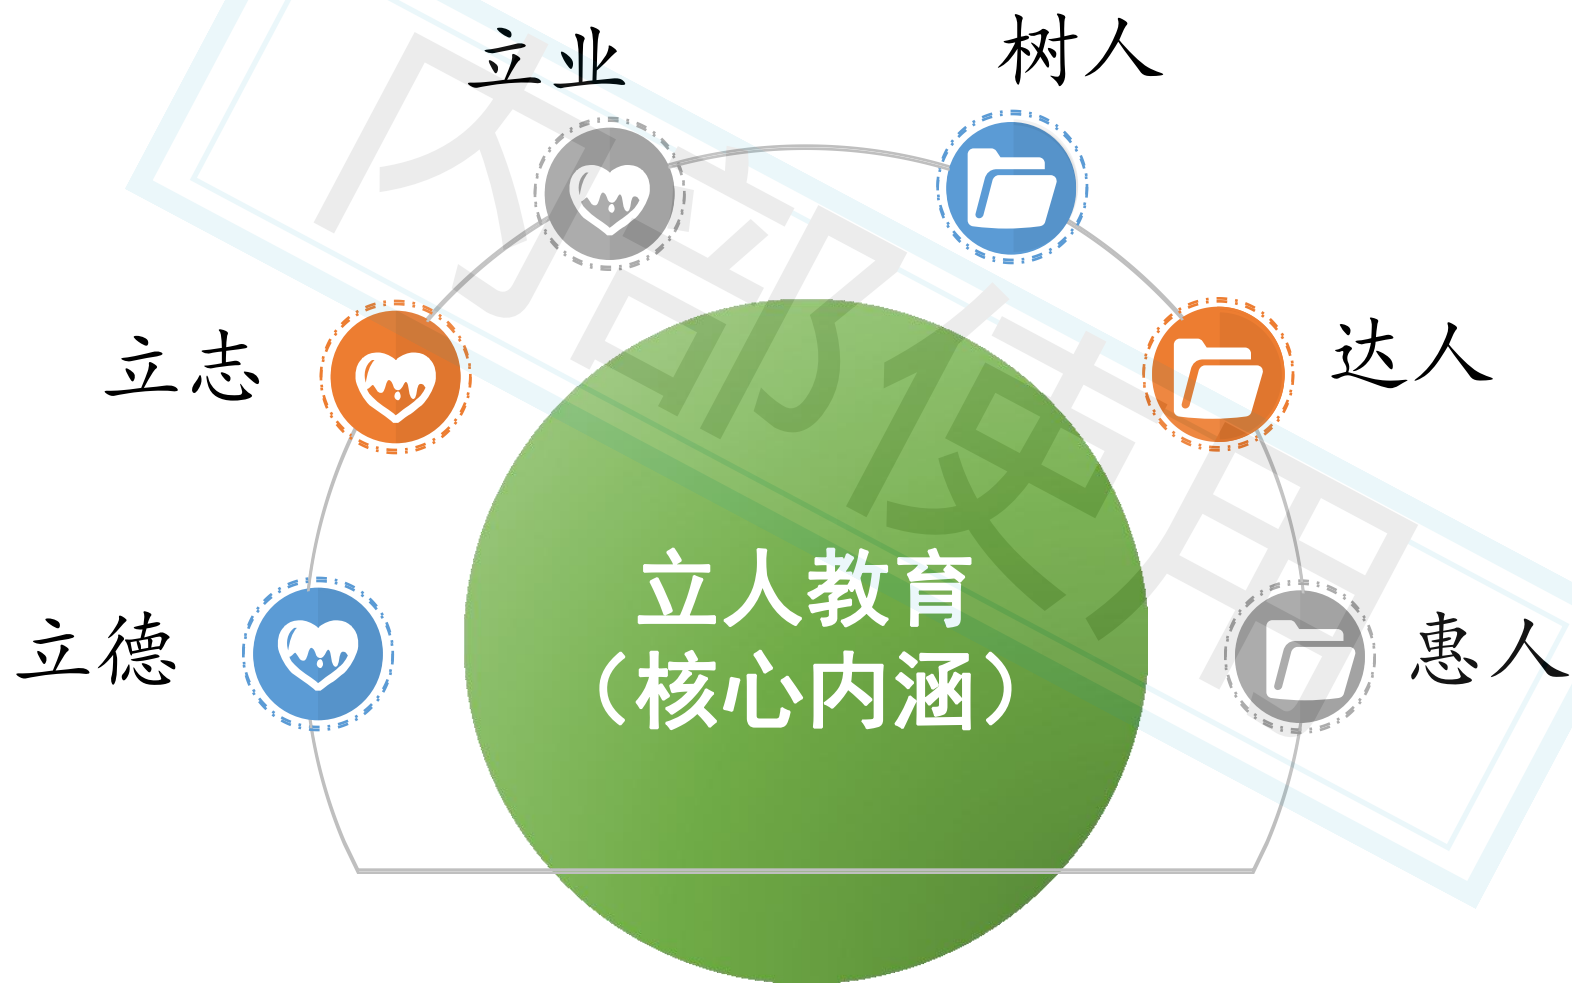 立业
树人
立志
达人
立德
惠人
立人教育
（核心内涵）
内部使用